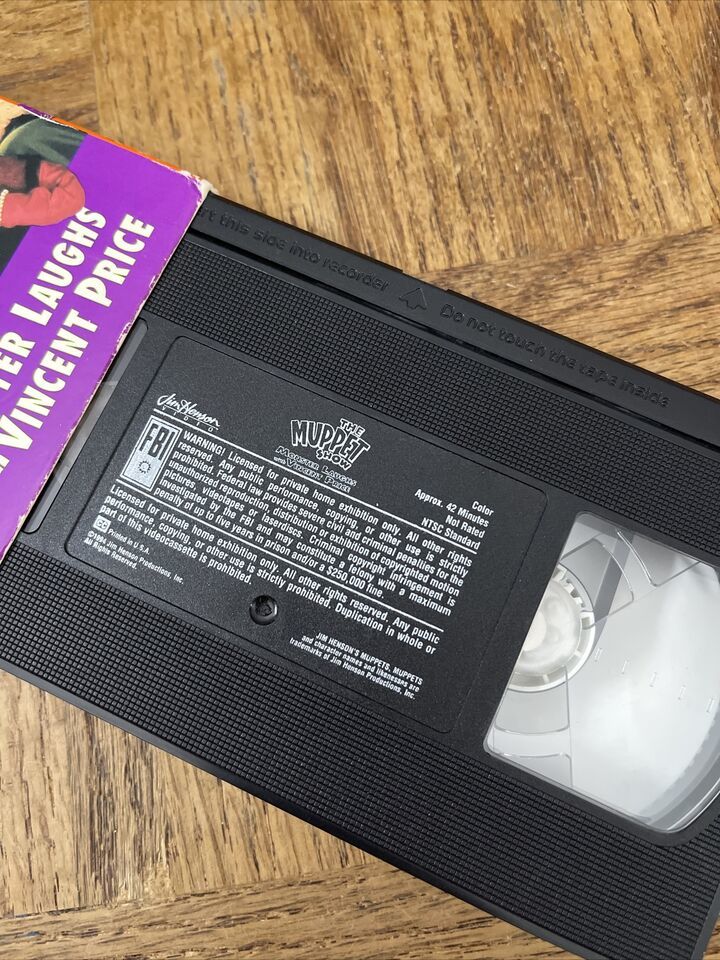 TER LAUGHS
VINCENT PRICE
this side into recorder
Do not touch the tape inside
Jim Henson
VIDEO
THE
MUPPET
SHOW
MONSTER LAUGHS
WITH VINCENT PRICE
Color
Approx. 42 Minutes
Not Rated
NTSC Standard
FBI
WARNING! Licensed for private home exhibition only. All other rights
reserved. Any public performance, copying, or other use is strictly
prohibited. Federal law provides severe civil and criminal penalties for the
unauthorized reproduction, distribution or exhibition of copyrighted motion
pictures, videotapes or laserdiscs. Criminal copyright infringement is
investigated by the FBI and may constitute a felony with a maximum
penalty of up to five years in prison and/or a $250,000 fine.
Licensed for private home exhibition only. All other rights reserved. Any public
performance, copying, or other use is strictly prohibited. Duplication in whole or
part of this videocassette is prohibited.
Printed in U.S.A.
©1994 Jim Henson Productions, Inc.
All Rights Reserved.
JIM HENSON'S MUPPETS, MUPPETS
and character names and likenesses are
trademarks of Jim Henson Productions, Inc.